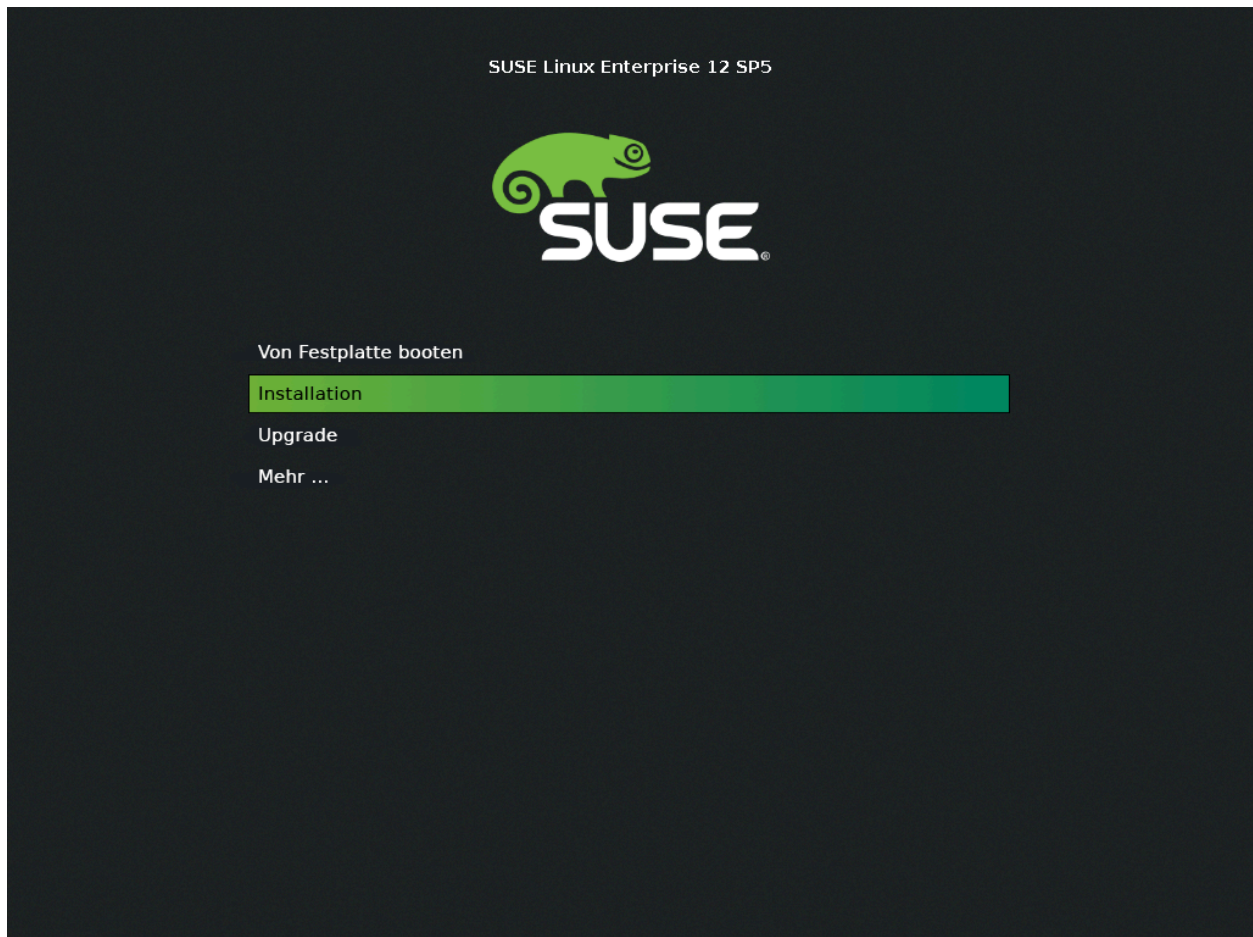 SUSE Linux Enterprise 12 SP5
SUSE®
Von Festplatte booten
Installation
Upgrade
Mehr ...